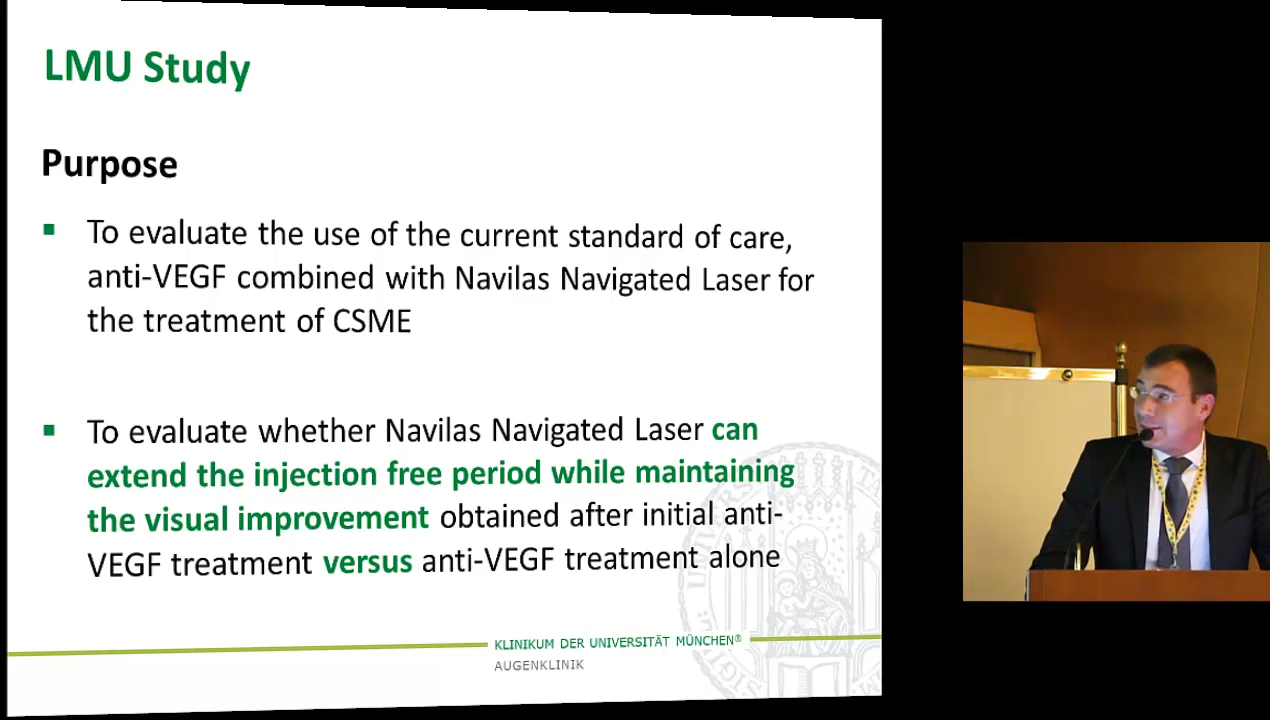 LMU Study
Purpose
▪ To evaluate the use of the current standard of care,
anti-VEGF combined with Navilas Navigated Laser for
the treatment of CSME
▪ To evaluate whether Navilas Navigated Laser can
extend the injection free period while maintaining
the visual improvement obtained after initial anti-
VEGF treatment versus anti-VEGF treatment alone
KLINIKUM DER UNIVERSITÄT MÜNCHEN®
AUGENKLINIK